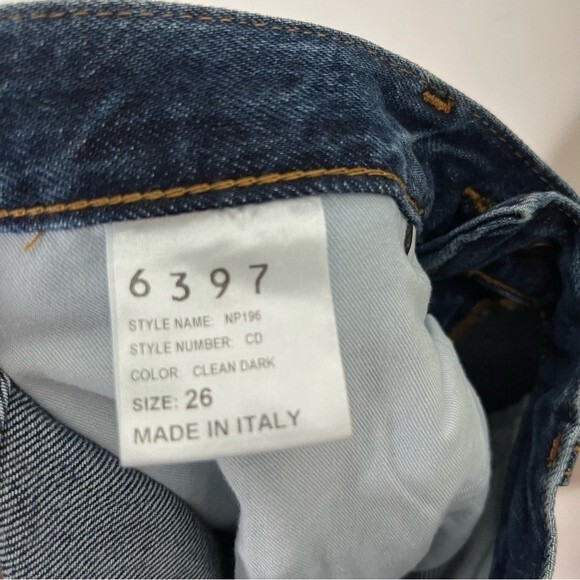 6397
STYLE NAME: NP196
STYLE NUMBER: CD
COLOR: CLEAN DARK
SIZE: 26
MADE IN ITALY